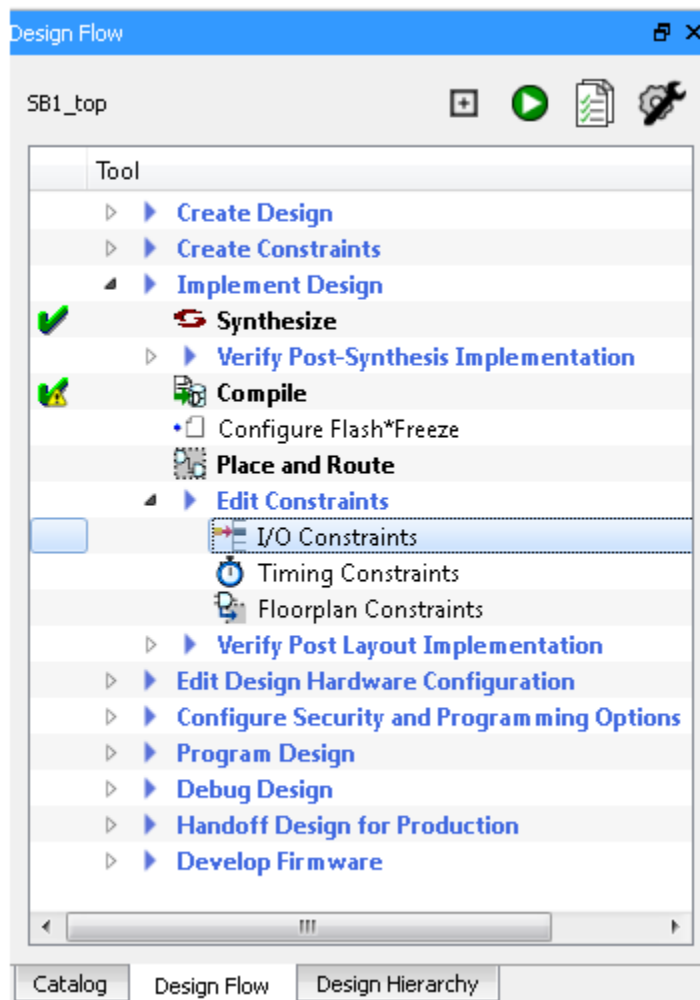 Design Flow
SB1_top
Tool
Create Design
Create Constraints
Implement Design
Synthesize
Verify Post-Synthesis Implementation
Compile
Configure Flash*Freeze
Place and Route
Edit Constraints
I/O Constraints
Timing Constraints
Floorplan Constraints
Verify Post Layout Implementation
Edit Design Hardware Configuration
Configure Security and Programming Options
Program Design
Debug Design
Handoff Design for Production
Develop Firmware
Catalog Design Flow Design Hierarchy